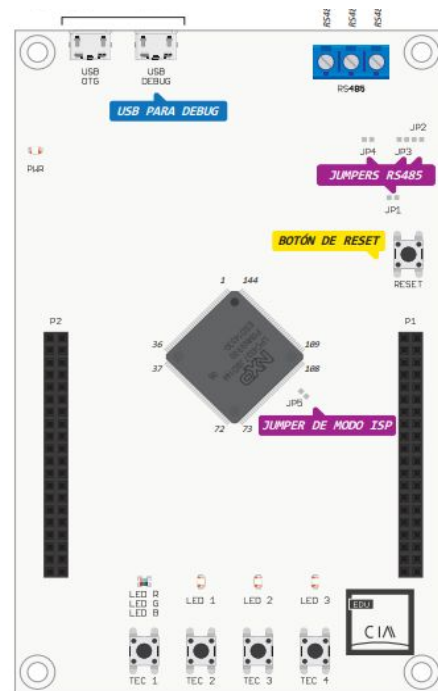 USB
OTG
USB
DEBUG
RS485
USB PARA DEBUG
JP2
JP4
JP3
PWR
JUMPERS RS485
JP1
BOTÓN DE RESET
RESET
1
144
P2
P1
36
109
37
108
NXP
JP5
72
73
JUMPER DE MODO ISP
LED R
LED G
LED B
LED 1
LED 2
LED 3
EDU
CIAA
TEC 1
TEC 2
TEC 3
TEC 4